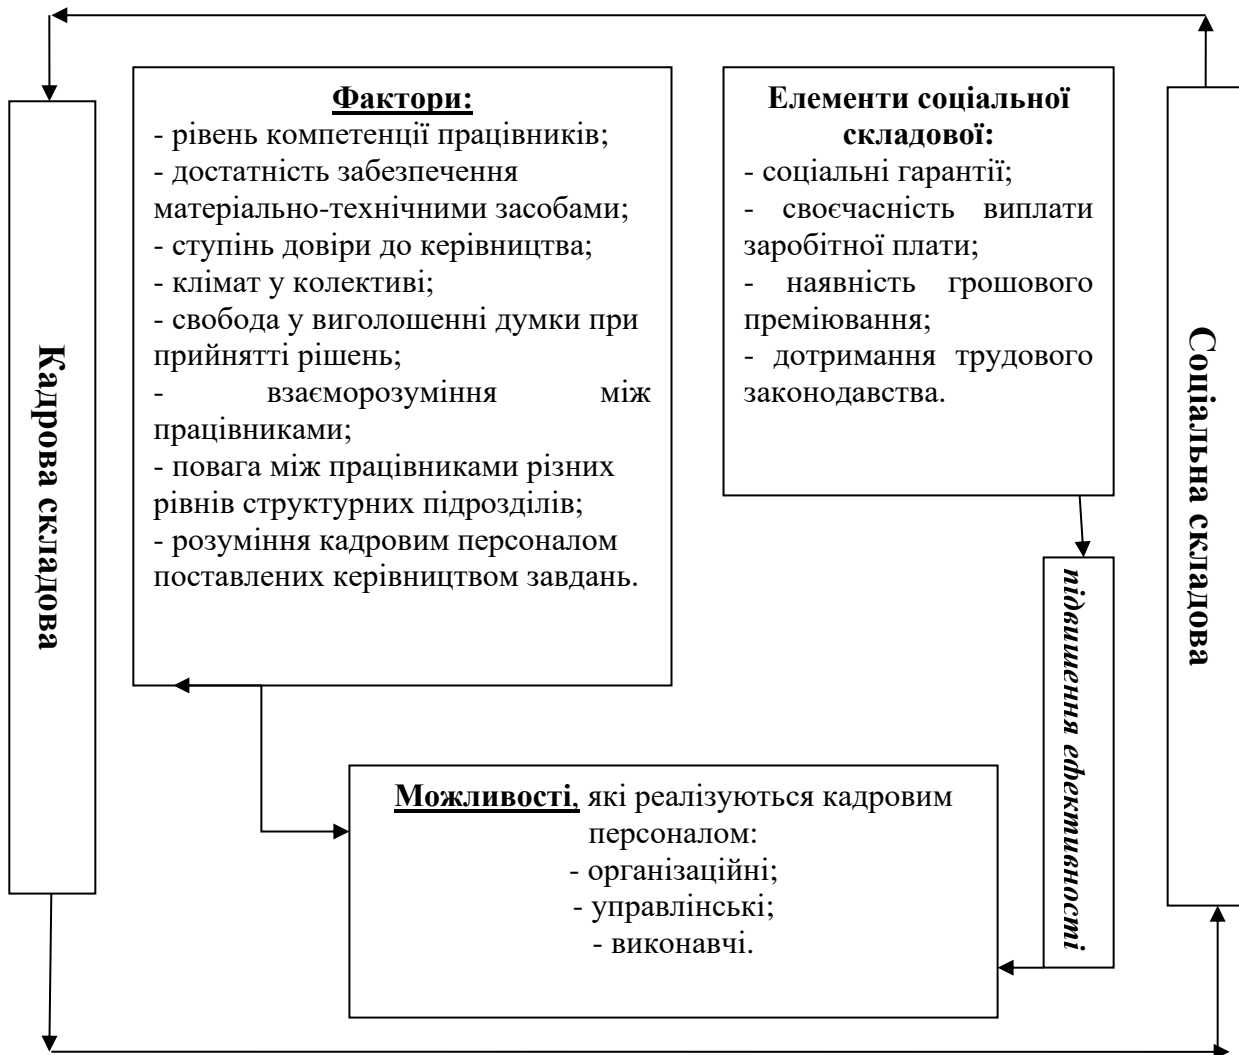 Кадрова складова
Фактори:
- рівень компетенції працівників;
- достатність забезпечення
матеріально-технічними засобами;
- ступінь довіри до керівництва;
- клімат у колективі;
- свобода у виголошенні думки при
прийнятті рішень;
- взаєморозуміння між
працівниками;
- повага між працівниками різних
рівнів структурних підрозділів;
- розуміння кадровим персоналом
поставлених керівництвом завдань.
Елементи соціальної
складової:
- соціальні гарантії;
- своєчасність виплати
заробітної плати;
- наявність грошового
преміювання;
- дотримання трудового
законодавства.
підвишення ефективності
Соціальна складова
Можливості, які реалізуються кадровим
персоналом:
- організаційні;
- управлінські;
- виконавчі.